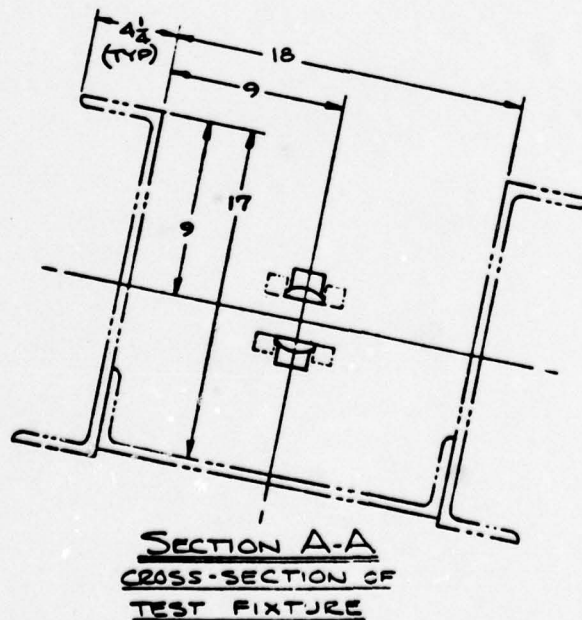 4¼
(TYP)
18
9
9
17
SECTION A-A
CROSS-SECTION OF
TEST FIXTURE